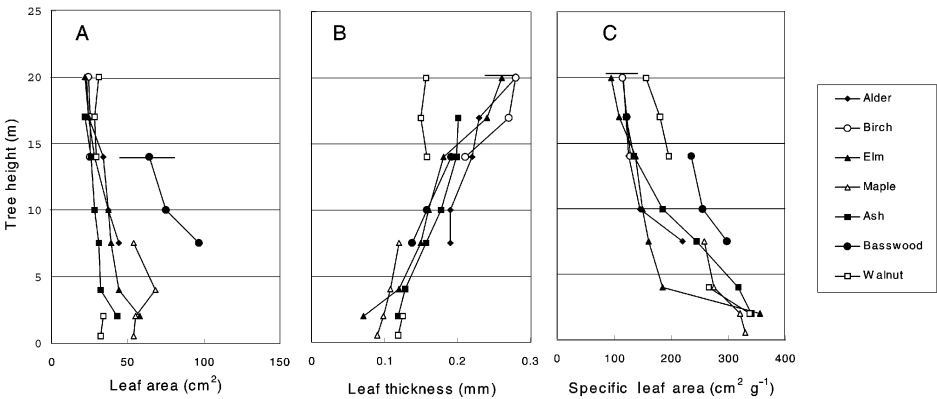 A
B
C
25
20
15
10
5
0
Tree height (m)
0
50
100
150
Leaf area (cm²)
0
0.1
0.2
0.3
Leaf thickness (mm)
0
100
200
300
400
Specific leaf area (cm² g⁻¹)
Alder
Birch
Elm
Maple
Ash
Basswood
Walnut